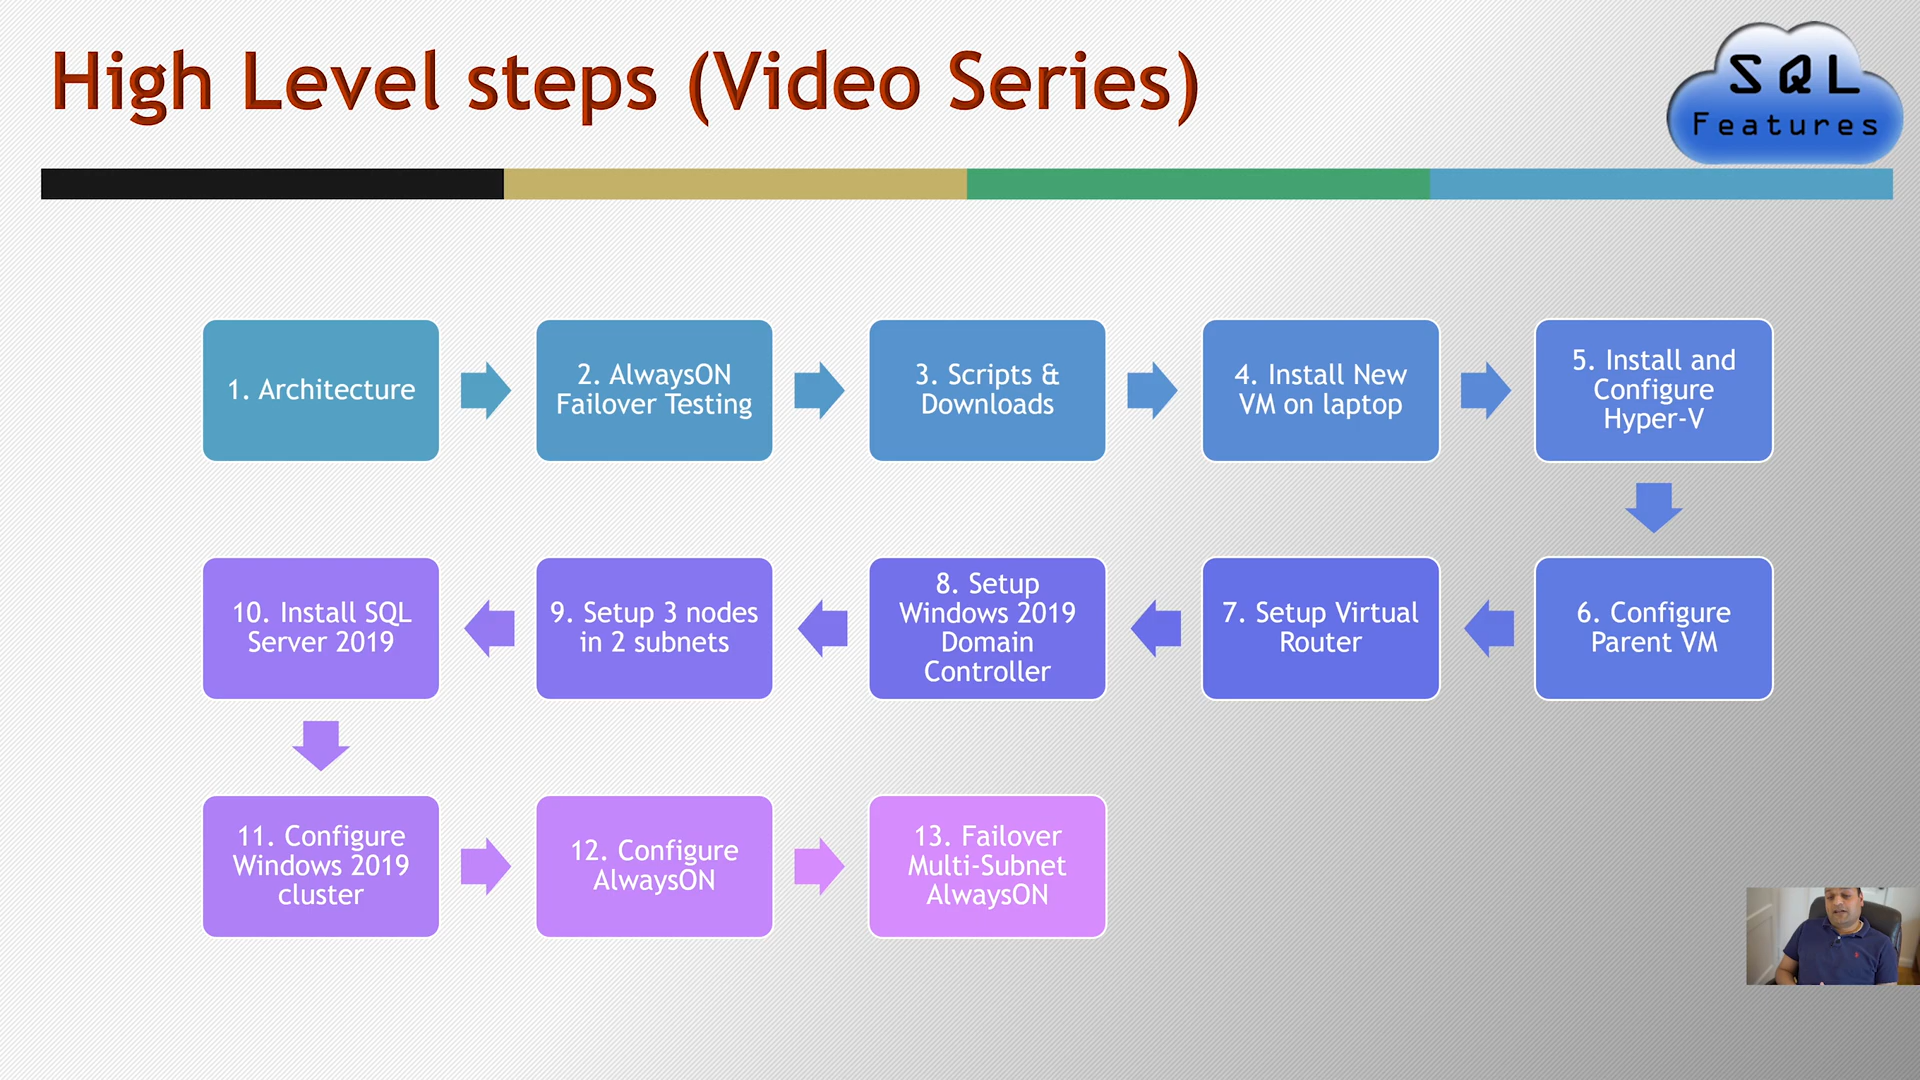 High Level steps (Video Series)
SQL
Features
1. Architecture
2. AlwaysON
Failover Testing
3. Scripts &
Downloads
4. Install New
VM on laptop
5. Install and
Configure
Hyper-V
6. Configure
Parent VM
7. Setup Virtual
Router
8. Setup
Windows 2019
Domain
Controller
9. Setup 3 nodes
in 2 subnets
10. Install SQL
Server 2019
11. Configure
Windows 2019
cluster
12. Configure
AlwaysON
13. Failover
Multi-Subnet
AlwaysON